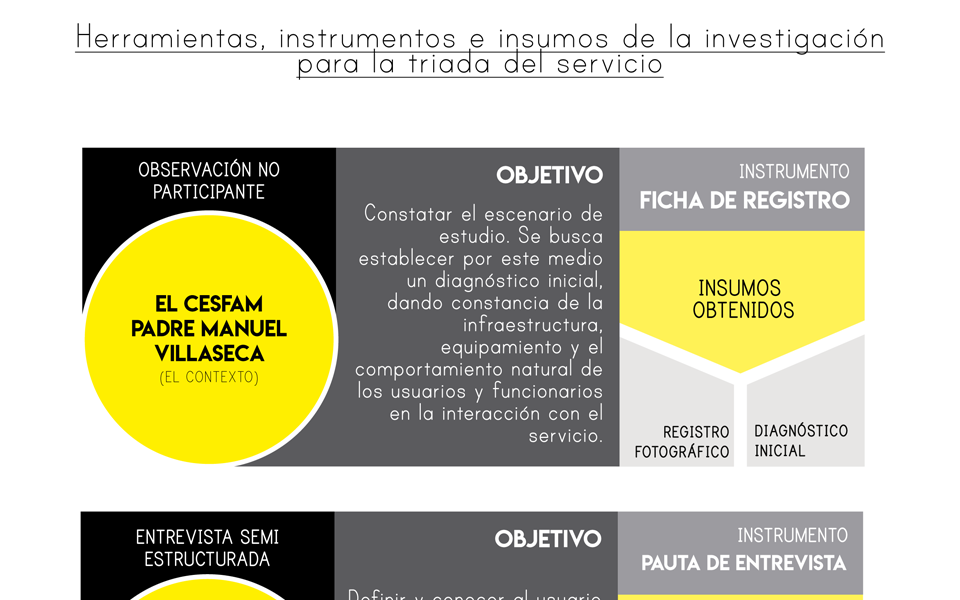 Herramientas, instrumentos e insumos de la investigación
para la triada del servicio
OBSERVACIÓN NO
PARTICIPANTE
EL CESFAM
PADRE MANUEL
VILLASECA
(EL CONTEXTO)
OBJETIVO
Constatar el escenario de
estudio. Se busca
establecer por este medio
un diagnóstico inicial,
dando constancia de la
infraestructura,
equipamiento y el
comportamiento natural de
los usuarios y funcionarios
en la interacción con el
servicio.
INSTRUMENTO
FICHA DE REGISTRO
INSUMOS
OBTENIDOS
REGISTRO
FOTOGRÁFICO
DIAGNÓSTICO
INICIAL
ENTREVISTA SEMI
ESTRUCTURADA
OBJETIVO
Definir y conocer al usuario
INSTRUMENTO
PAUTA DE ENTREVISTA